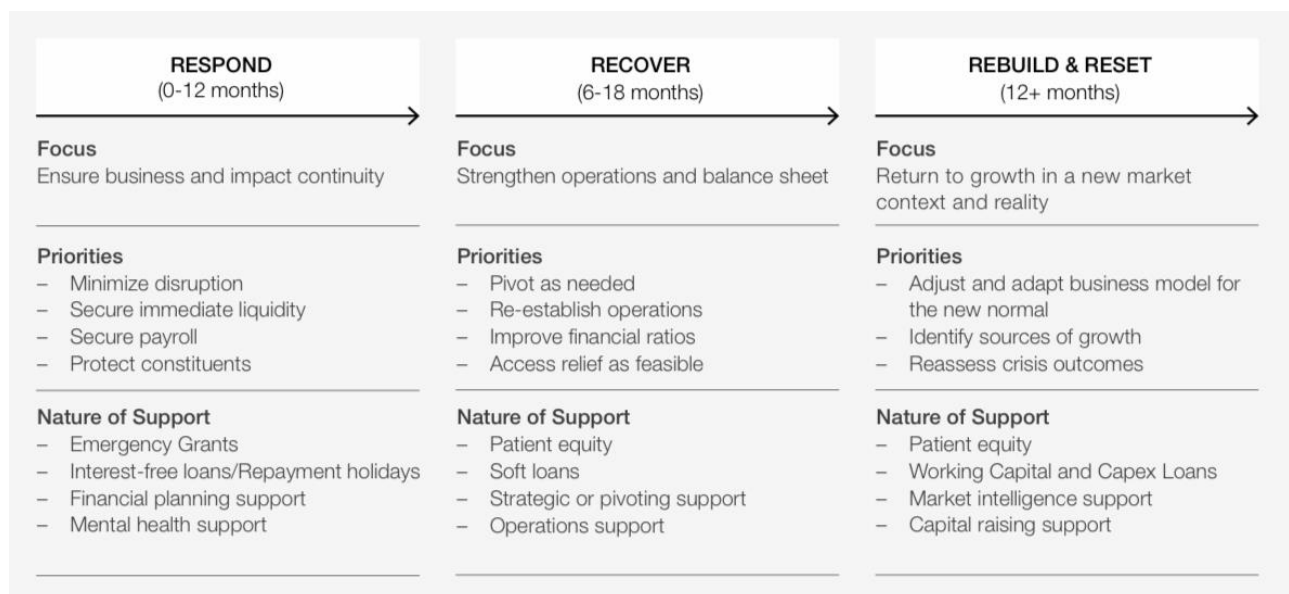 RESPOND
(0-12 months)
Focus
Ensure business and impact continuity
Priorities
– Minimize disruption
– Secure immediate liquidity
– Secure payroll
– Protect constituents
Nature of Support
– Emergency Grants
– Interest-free loans/Repayment holidays
– Financial planning support
– Mental health support
RECOVER
(6-18 months)
Focus
Strengthen operations and balance sheet
Priorities
– Pivot as needed
– Re-establish operations
– Improve financial ratios
– Access relief as feasible
Nature of Support
– Patient equity
– Soft loans
– Strategic or pivoting support
– Operations support
REBUILD & RESET
(12+ months)
Focus
Return to growth in a new market
context and reality
Priorities
– Adjust and adapt business model for
the new normal
– Identify sources of growth
– Reassess crisis outcomes
Nature of Support
– Patient equity
– Working Capital and Capex Loans
– Market intelligence support
– Capital raising support